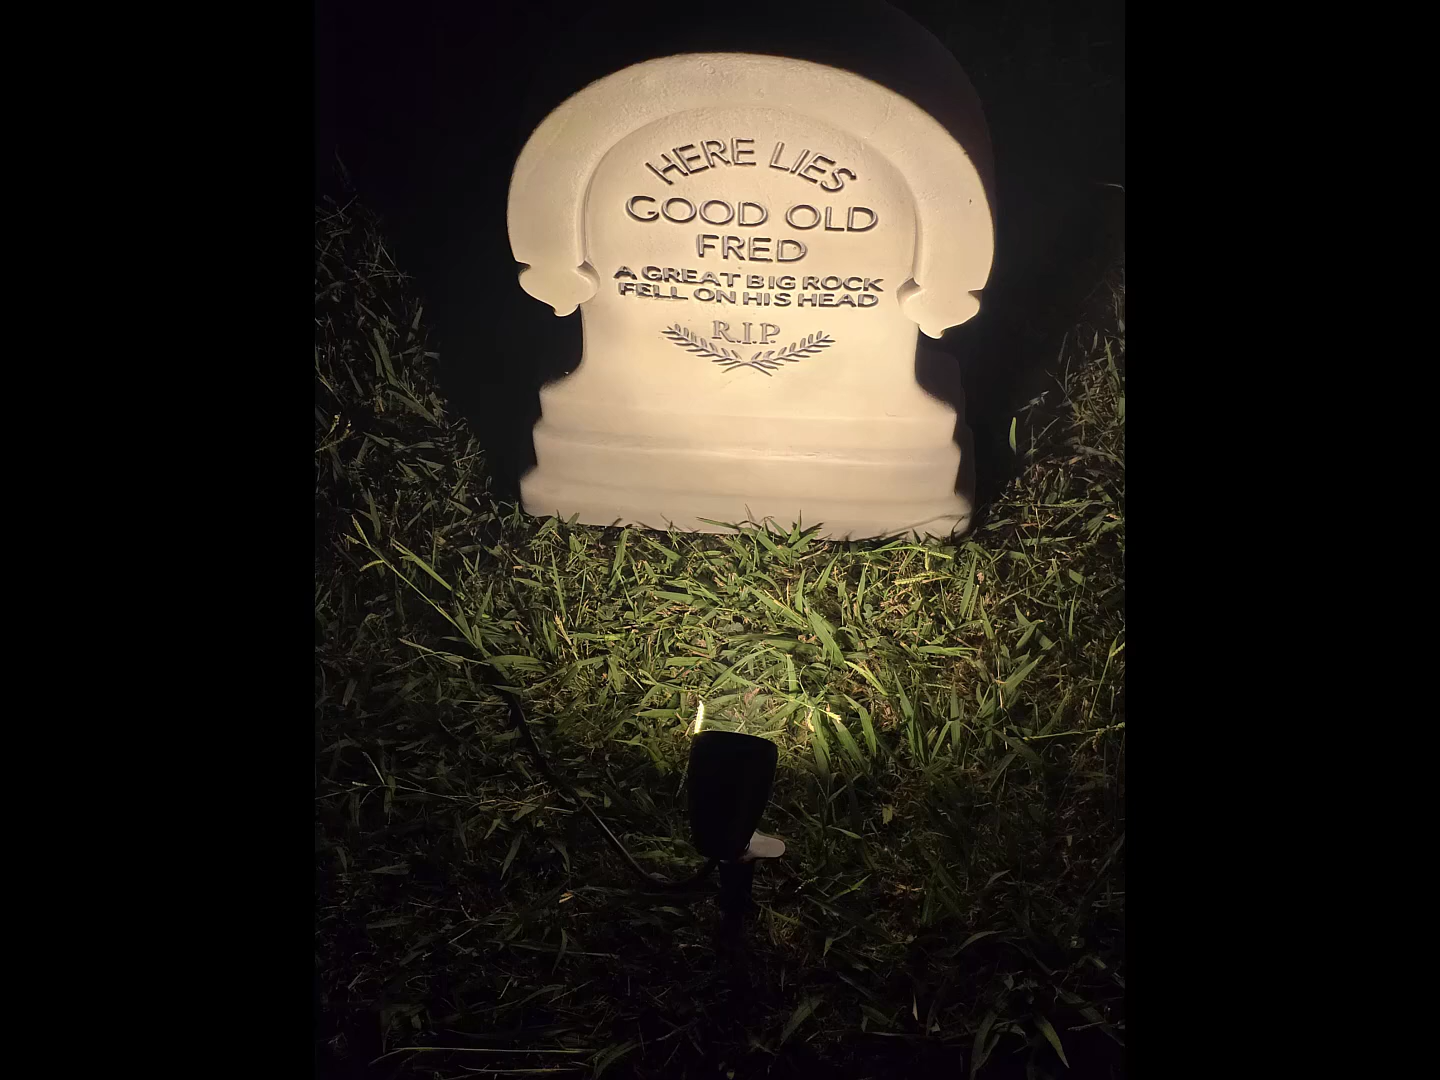 HERE LIES
GOOD OLD
FRED
A GREAT BIG ROCK
FELL ON HIS HEAD
R.I.P.